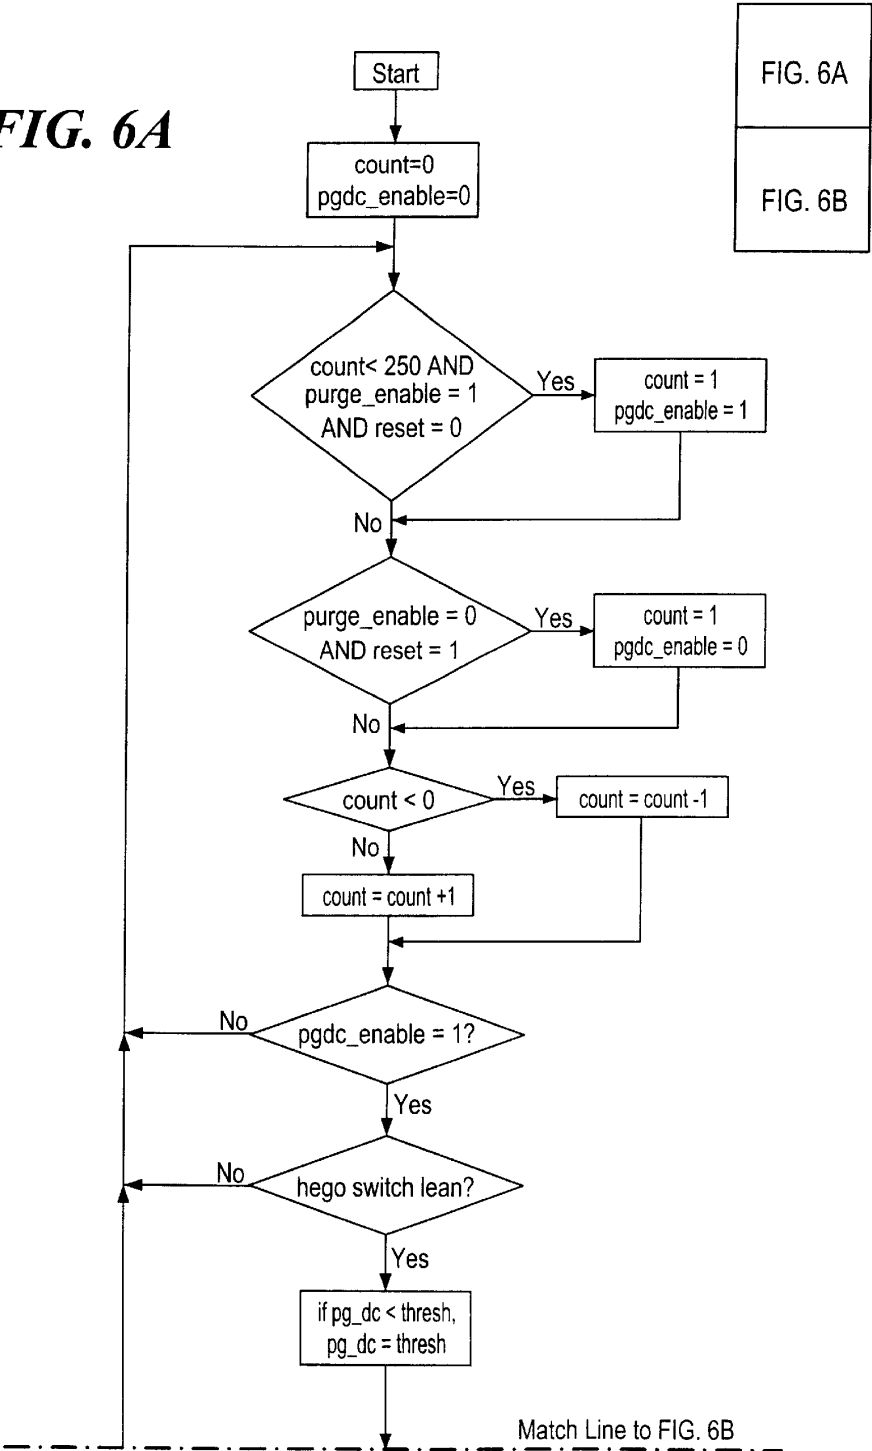 FIG. 6A
FIG. 6A
FIG. 6B
Start
count=0
pgdc_enable=0
count< 250 AND
purge_enable = 1
AND reset = 0
Yes
count = 1
pgdc_enable = 1
No
purge_enable = 0
AND reset = 1
Yes
count = 1
pgdc_enable = 0
No
count < 0
Yes
count = count -1
No
count = count +1
pgdc_enable = 1?
No
Yes
hego switch lean?
No
Yes
if pg_dc < thresh,
pg_dc = thresh
Match Line to FIG. 6B